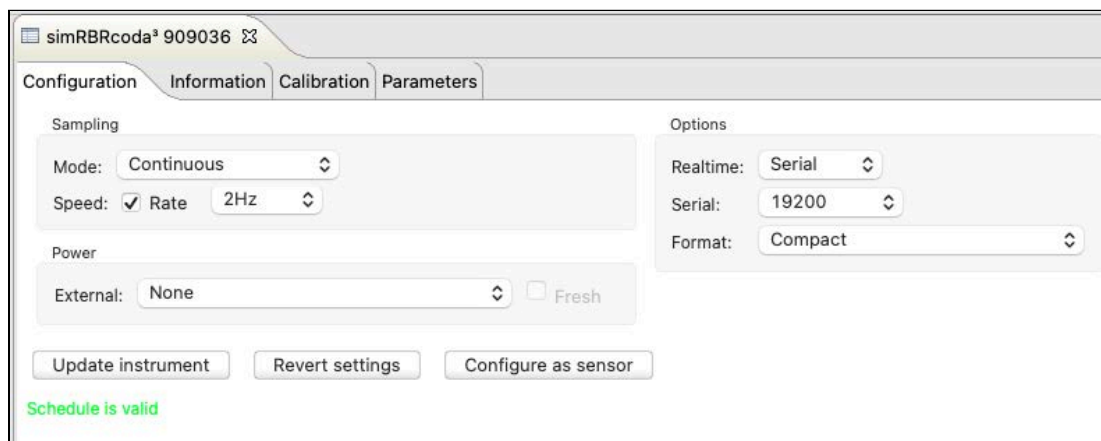 simRBRcoda³ 909036
Configuration Information Calibration Parameters
Sampling
Mode: Continuous
Speed: Rate 2Hz
Power
External: None Fresh
Options
Realtime: Serial
Serial: 19200
Format: Compact
Update instrument Revert settings Configure as sensor
Schedule is valid